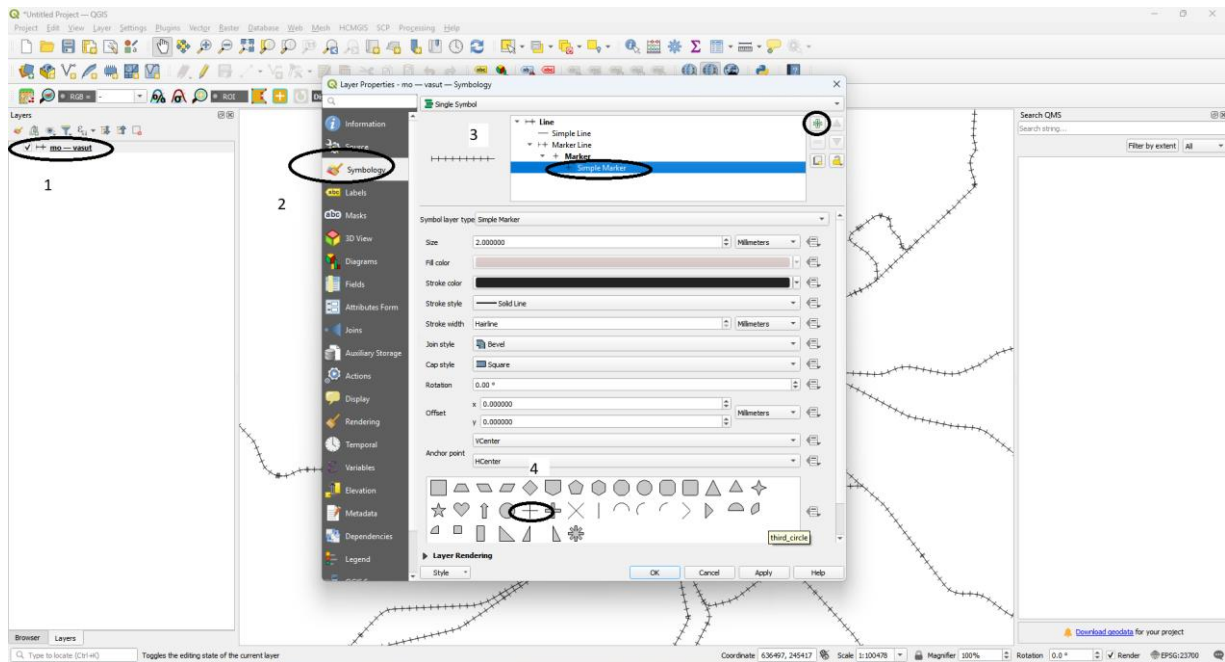 *Untitled Project — QGIS
Project Edit View Layer Settings Plugins Vector Raster Database Web Mesh HCMGIS SCP Processing Help
RGB = -
ROI
Layers
mo — vasut
1
2
Layer Properties - mo — vasut — Symbology
Information
Source
Symbology
Labels
Masks
3D View
Diagrams
Fields
Attributes Form
Joins
Auxiliary Storage
Actions
Display
Rendering
Temporal
Variables
Elevation
Metadata
Dependencies
Legend
Single Symbol
3
Line
Simple Line
Marker Line
Marker
Simple Marker
Symbol layer type Simple Marker
Size 2.000000 Millimeters
Fill color
Stroke color
Stroke style Solid Line
Stroke width Hairline Millimeters
Join style Bevel
Cap style Square
Rotation 0.00 °
Offset x 0.000000 Millimeters
y 0.000000
Anchor point VCenter
HCenter
4
third_circle
Layer Rendering
Style OK Cancel Apply Help
Search QMS
Search string...
Filter by extent All
Download geodata for your project
Browser Layers
Type to locate (Ctrl+K) Toggles the editing state of the current layer Coordinate 636497, 245417 Scale 1:100478 Magnifier 100% Rotation 0.0 ° Render EPSG:23700